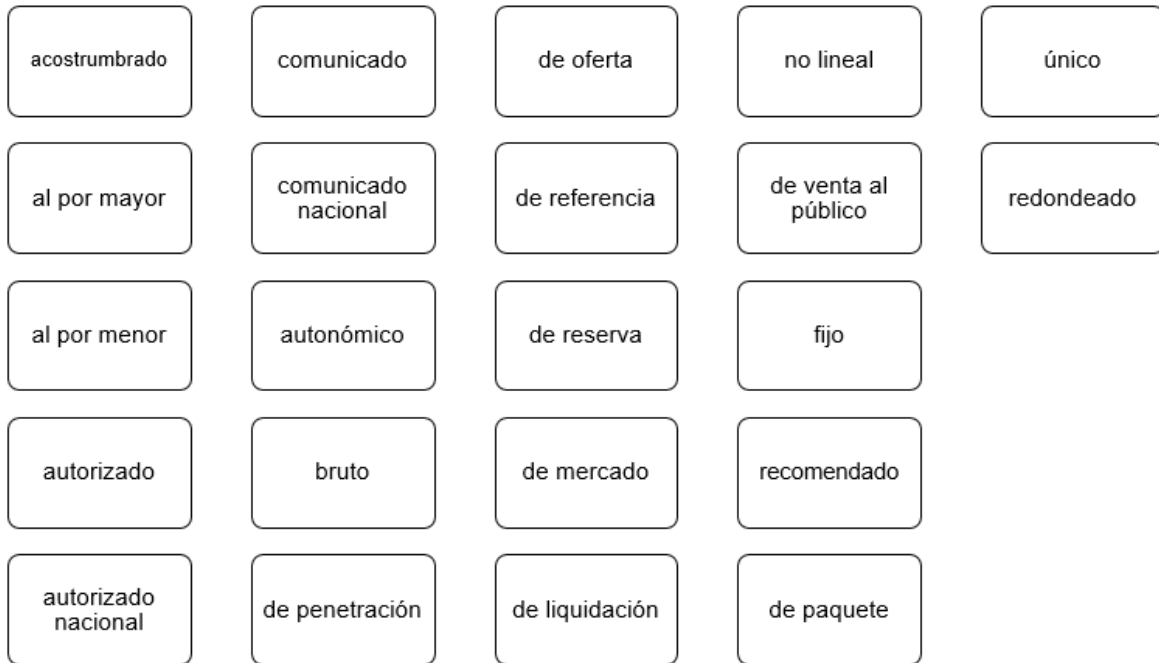 acostrumbrado
comunicado
de oferta
no lineal
único
al por mayor
comunicado
nacional
de referencia
de venta al
público
redondeado
al por menor
autonómico
de reserva
fijo
autorizado
bruto
de mercado
recomendado
autorizado
nacional
de penetración
de liquidación
de paquete